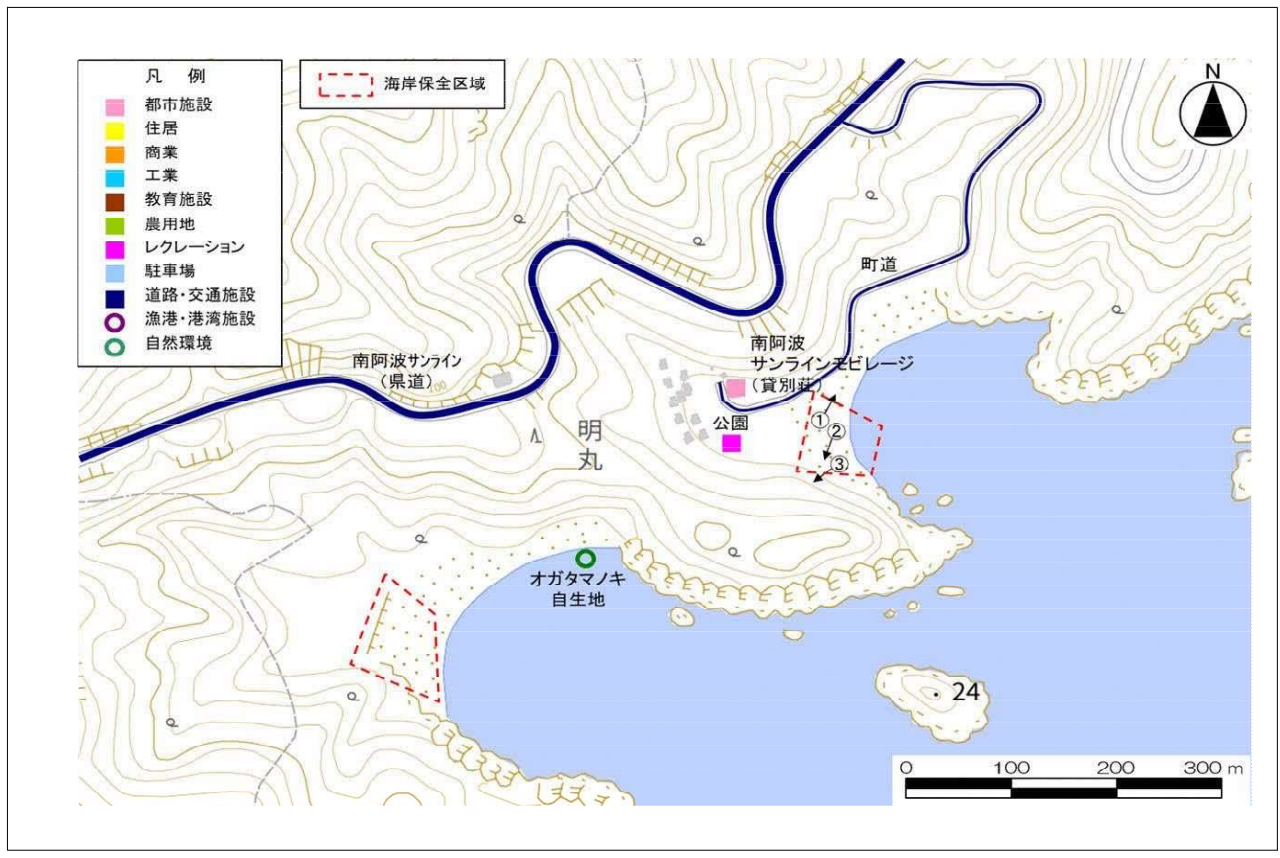 凡 例
都市施設
住居
商業
工業
教育施設
農用地
レクレーション
駐車場
道路・交通施設
漁港・港湾施設
自然環境
海岸保全区域
N
町道
南阿波サンライン
（県道）
100
南阿波
サンラインモビレージ
（貸別荘）
公園
明丸
①
②
③
オガタマノキ
自生地
24
0 100 200 300 m